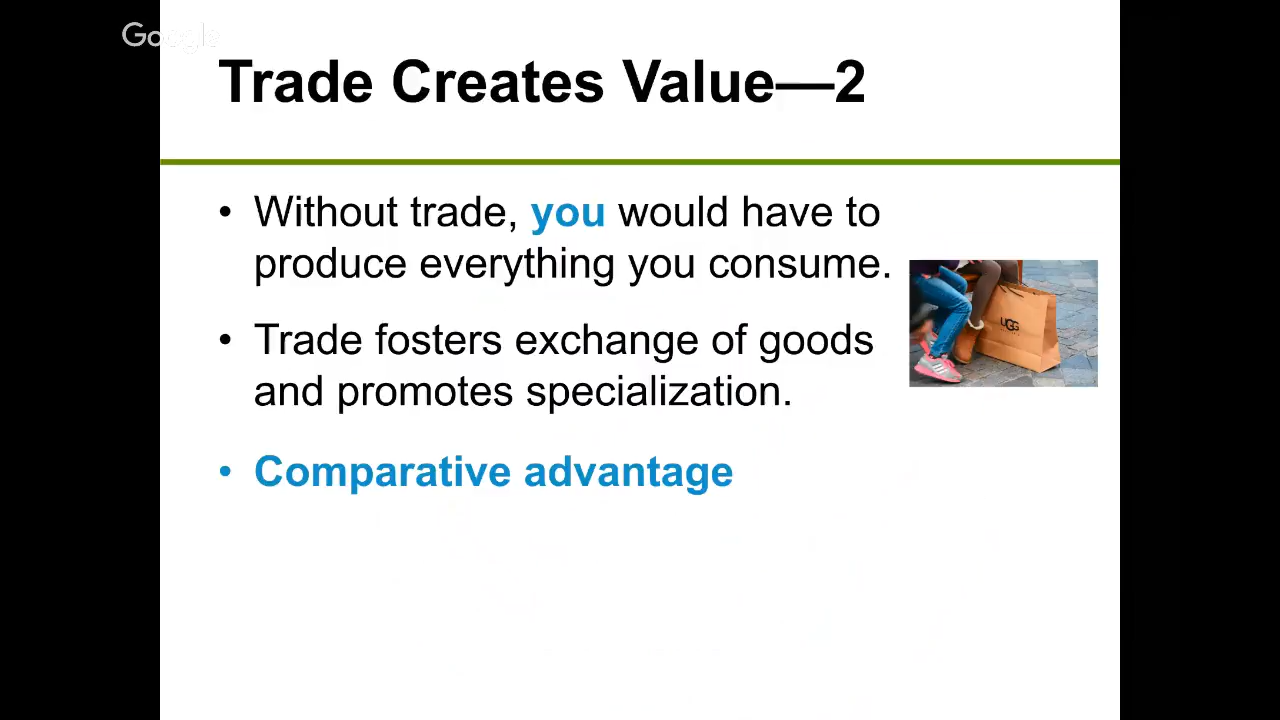 Google
Trade Creates Value—2
• Without trade, you would have to
produce everything you consume.
• Trade fosters exchange of goods
and promotes specialization.
• Comparative advantage
UGG